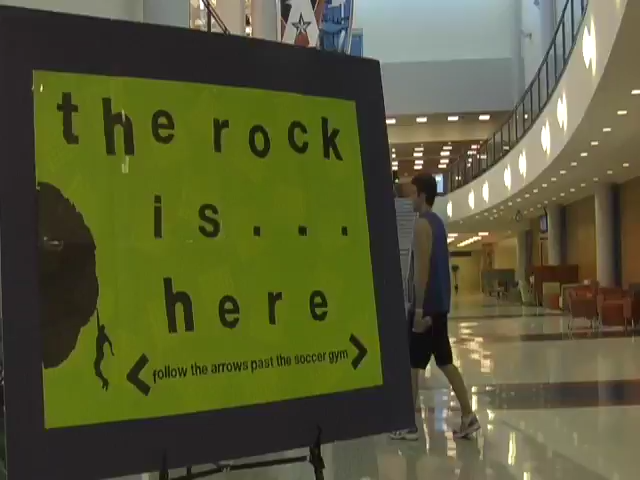 the rock
is...
here
< follow the arrows past the soccer gym >